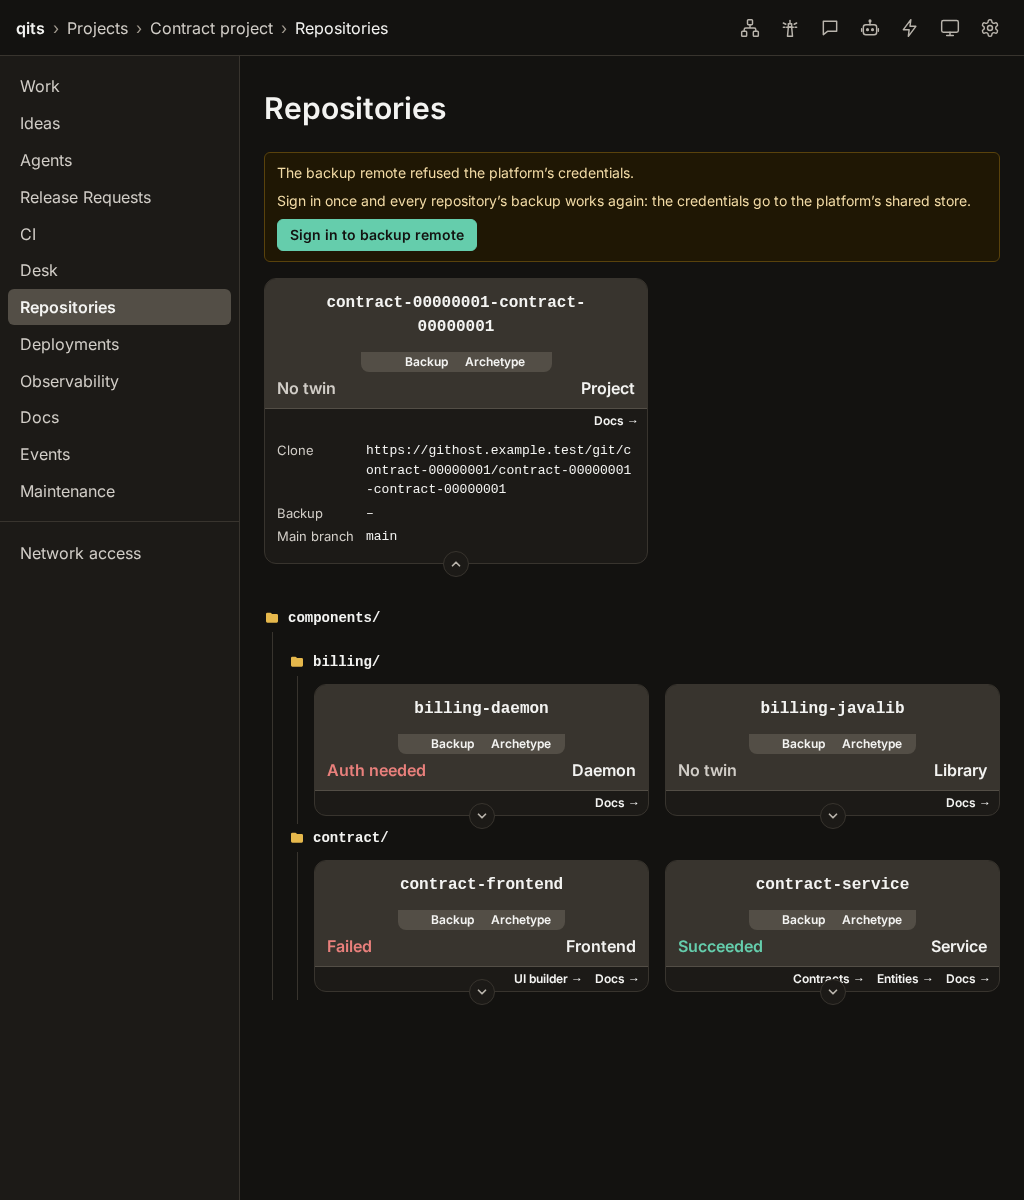 qits › Projects › Contract project › Repositories
Work
Ideas
Agents
Release Requests
CI
Desk
Repositories
Deployments
Observability
Docs
Events
Maintenance
Network access
Repositories
The backup remote refused the platform’s credentials.
Sign in once and every repository’s backup works again: the credentials go to the platform’s shared store.
Sign in to backup remote
contract-00000001-contract-
00000001
Backup Archetype
No twin Project
Docs →
Clone https://githost.example.test/git/c
ontract-00000001/contract-00000001
-contract-00000001
Backup –
Main branch main
components/
billing/
billing-daemon
Backup Archetype
Auth needed Daemon
Docs →
billing-javalib
Backup Archetype
No twin Library
Docs →
contract/
contract-frontend
Backup Archetype
Failed Frontend
UI builder → Docs →
contract-service
Backup Archetype
Succeeded Service
Contracts → Entities → Docs →